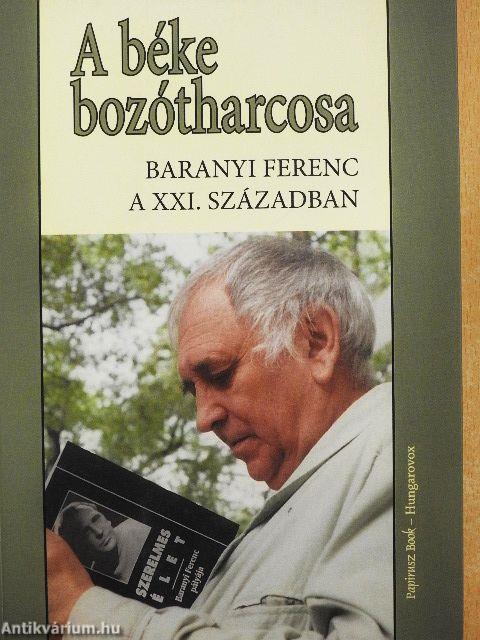 A béke
bozótharcosa
BARANYI FERENC
A XXI. SZÁZADBAN
SZERELMES
ÉLET
Baranyi Ferenc
pályája
Papirusz Book – Hungarovox
Antikvárium.hu